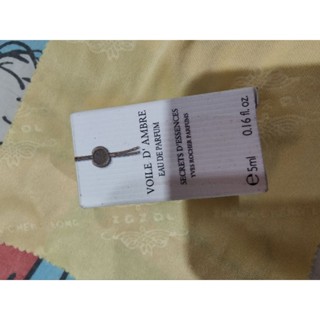 VOILE D'AMBRE
EAU DE PARFUM
SECRETS D'ESSENCES
YVES ROCHER PARFUMS
℮5ml 0.16 fl oz